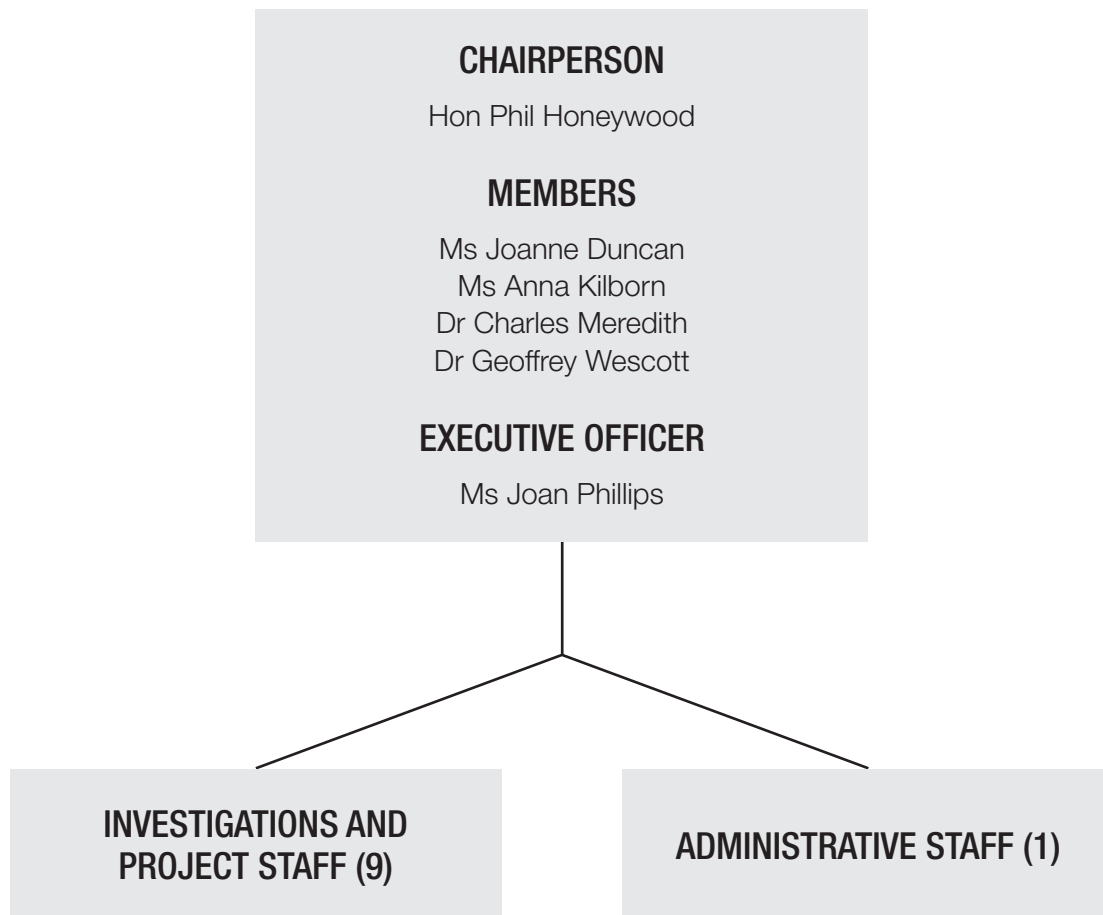 CHAIRPERSON
Hon Phil Honeywood
MEMBERS
Ms Joanne Duncan
Ms Anna Kilborn
Dr Charles Meredith
Dr Geoffrey Wescott
EXECUTIVE OFFICER
Ms Joan Phillips
INVESTIGATIONS AND
PROJECT STAFF (9)
ADMINISTRATIVE STAFF (1)